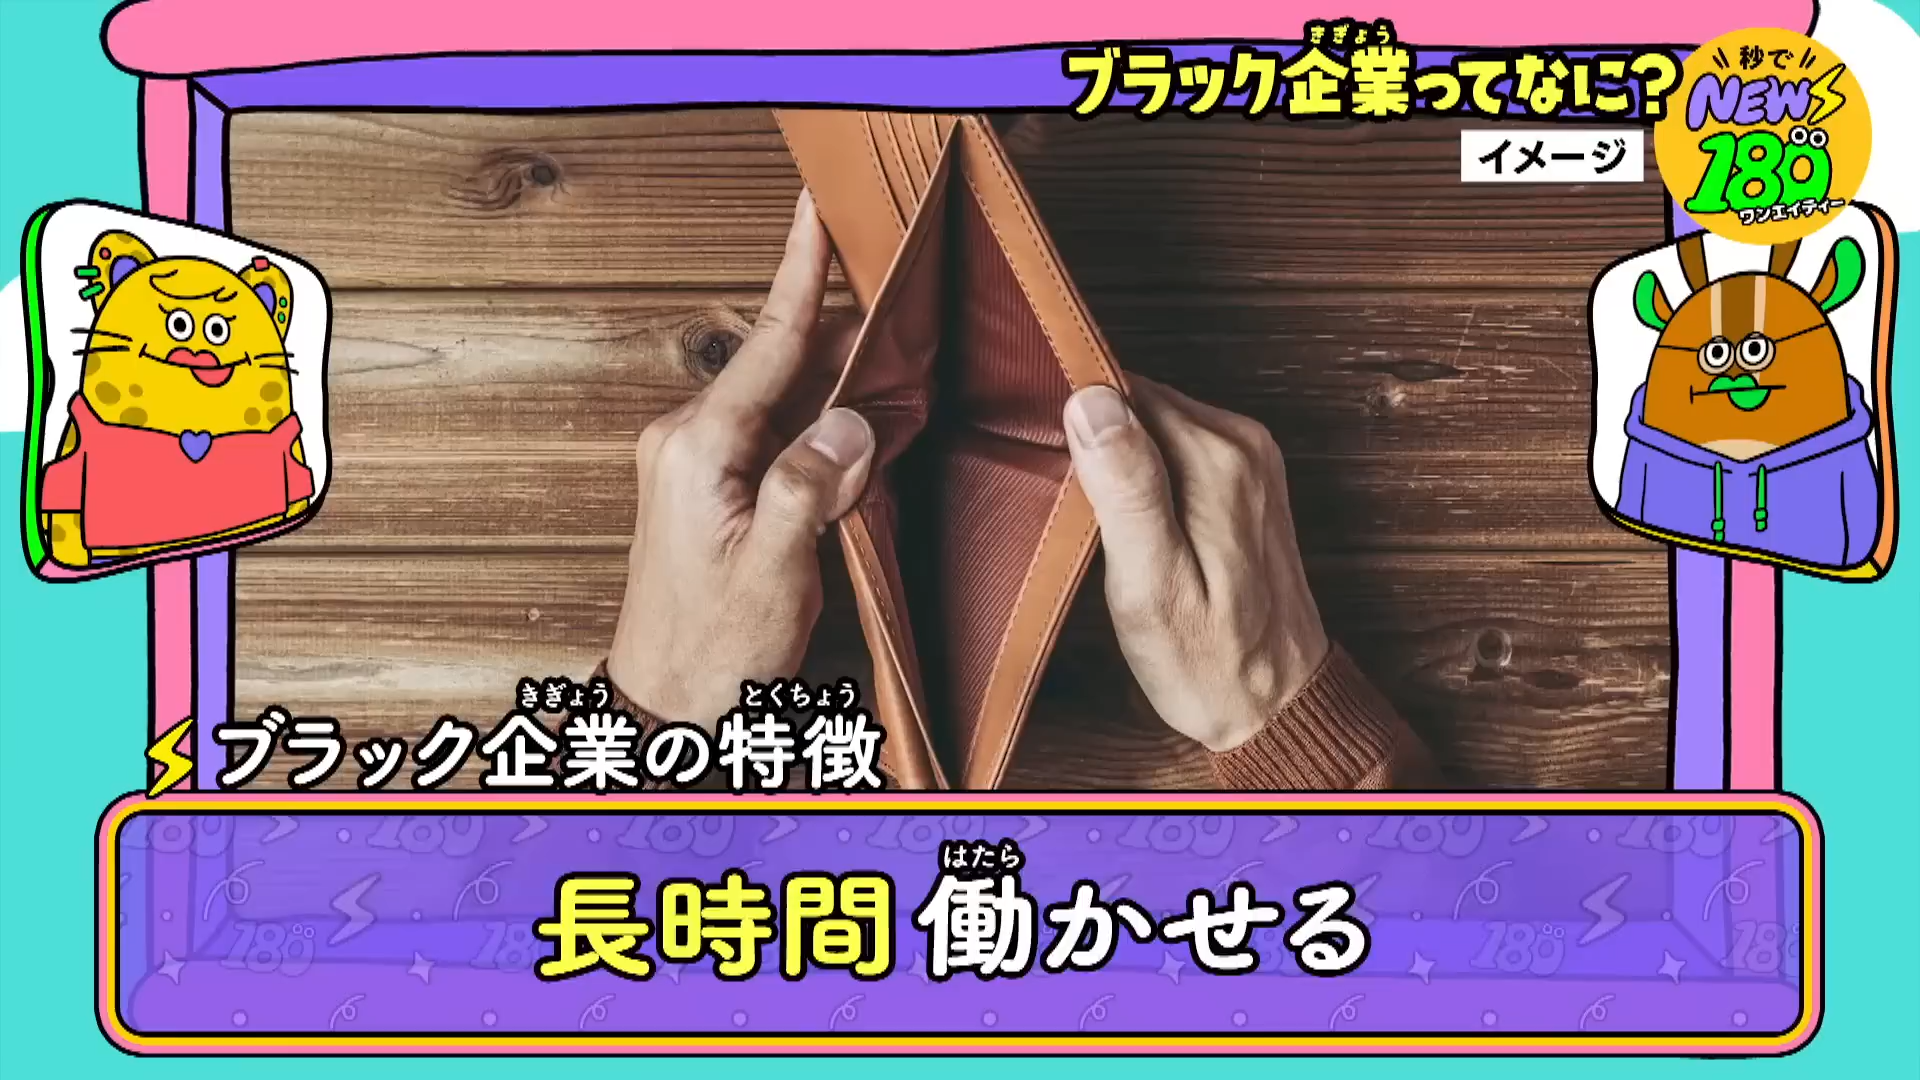 きぎょう
ブラック企業ってなに?
秒で
NEWS
180
ワンエイティー
イメージ
きぎょう とくちょう
ブラック企業の特徴
はたら
長時間働かせる